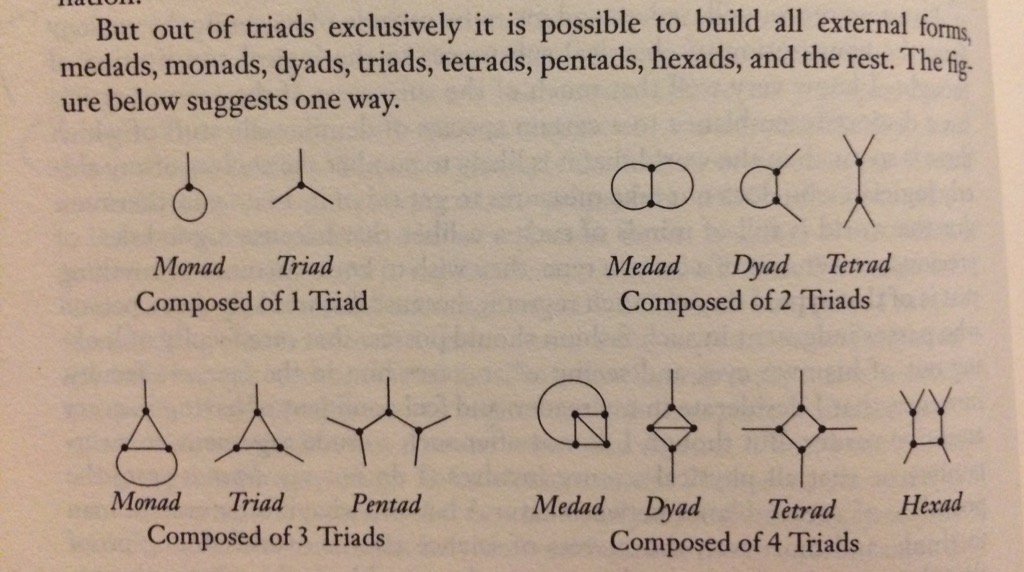 But out of triads exclusively it is possible to build all external forms,
medads, monads, dyads, triads, tetrads, pentads, hexads, and the rest. The fig-
ure below suggests one way.
Monad Triad
Composed of 1 Triad
Medad Dyad Tetrad
Composed of 2 Triads
Monad Triad Pentad
Composed of 3 Triads
Medad Dyad Tetrad Hexad
Composed of 4 Triads